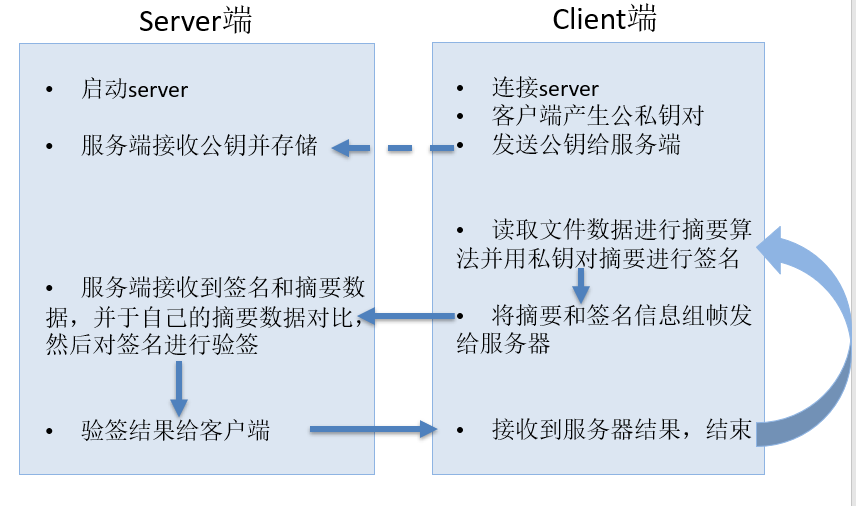 Server端
• 启动server
• 服务端接收公钥并存储
• 服务端接收到签名和摘要数
据，并于自己的摘要数据对比，
然后对签名进行验签
• 验签结果给客户端
Client端
• 连接server
• 客户端产生公私钥对
• 发送公钥给服务端
• 读取文件数据进行摘要算
法并用私钥对摘要进行签名
• 将摘要和签名信息组帧发
给服务器
• 接收到服务器结果，结束